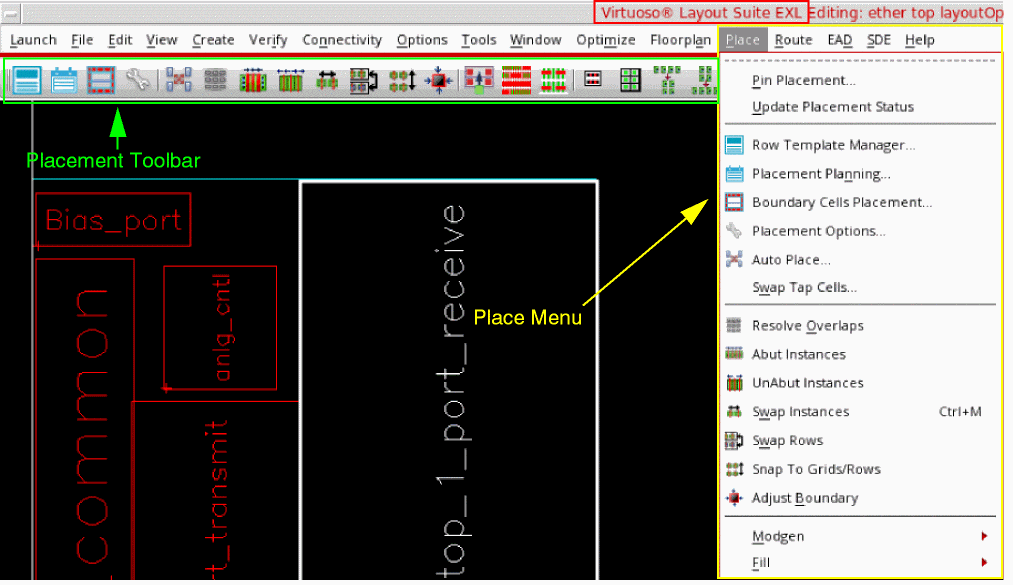 Virtuoso® Layout Suite EXL Editing: ether top layoutOp
Launch File Edit View Create Verify Connectivity Options Tools Window Optimize Floorplan Place Route EAD SDE Help
Placement Toolbar
Bias_port
anlg_cntl
_common
rt_transmit
top_1_port_receive
Place Menu
Pin Placement...
Update Placement Status
Row Template Manager...
Placement Planning...
Boundary Cells Placement...
Placement Options...
Auto Place...
Swap Tap Cells...
Resolve Overlaps
Abut Instances
UnAbut Instances
Swap Instances Ctrl+M
Swap Rows
Snap To Grids/Rows
Adjust Boundary
Modgen
Fill